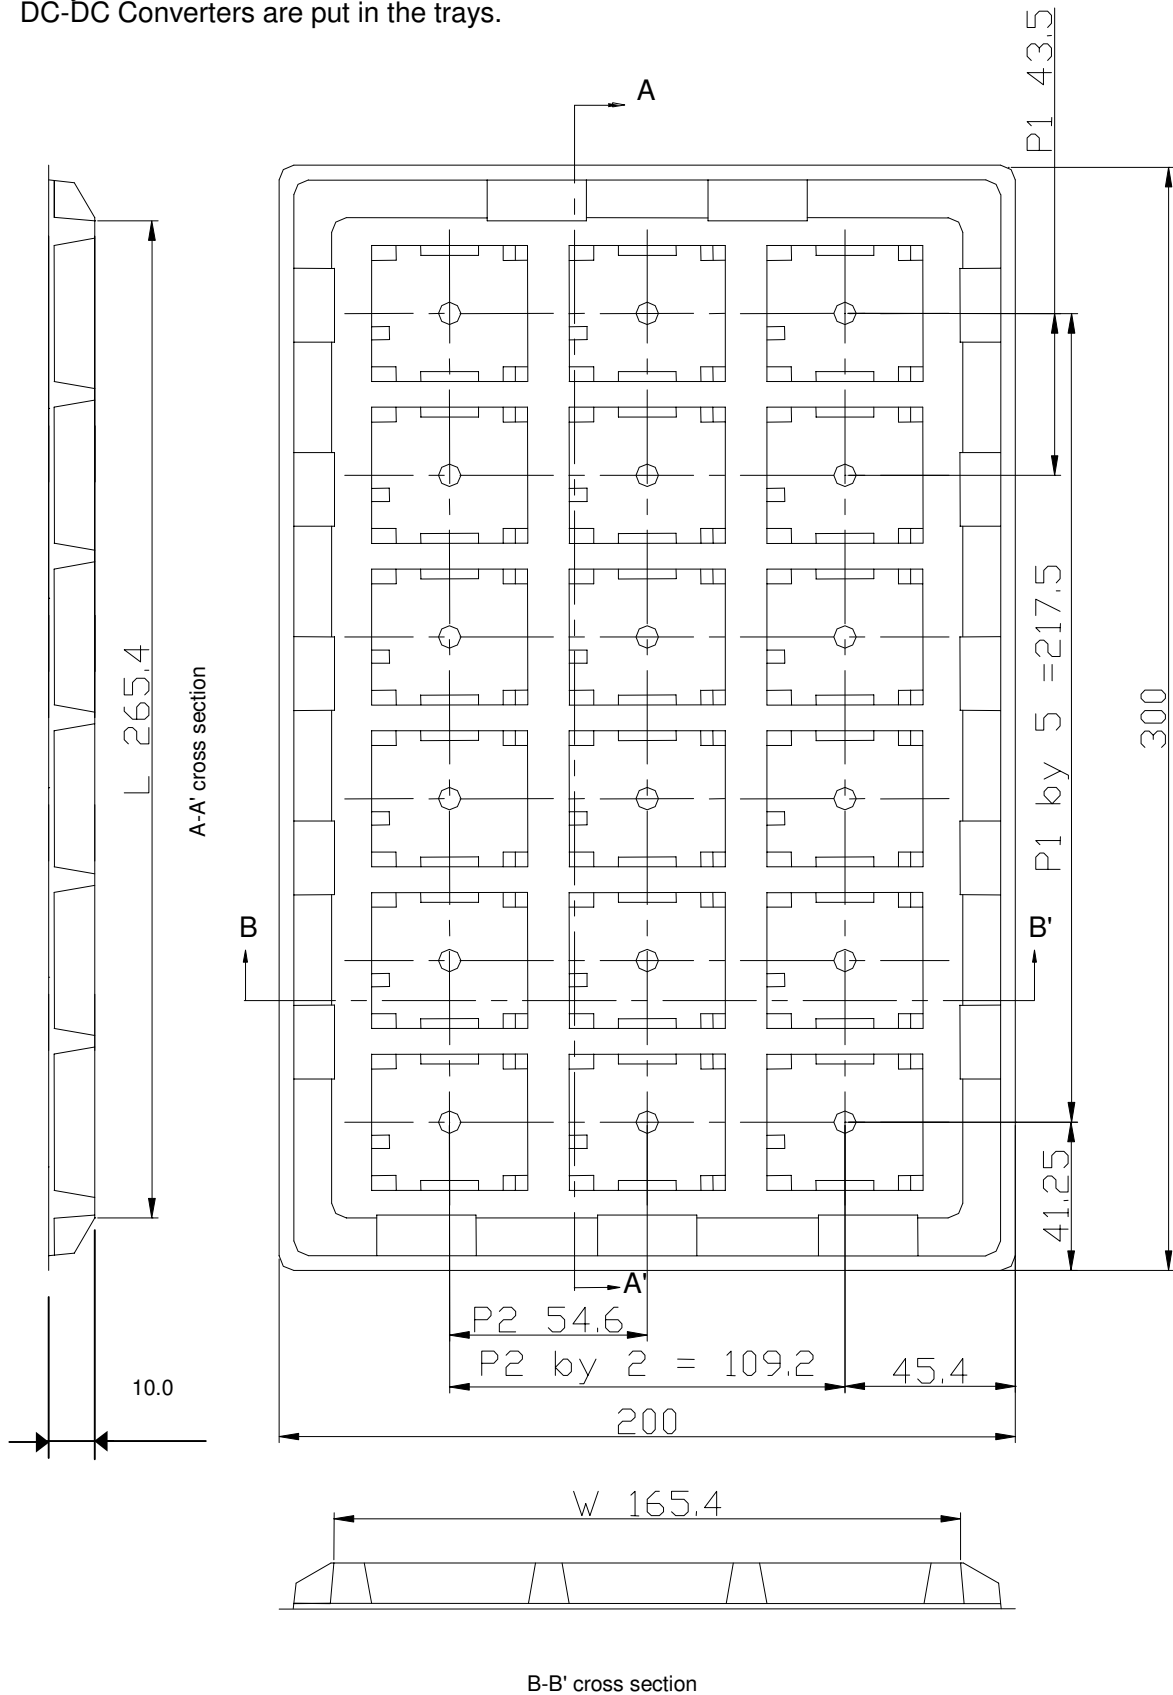 DC-DC Converters are put in the trays.
P1 43.5
A
L 265.4
A-A' cross section
P1 by 5 =217.5
300
B
B'
41.25
A'
P2 54.6
P2 by 2 = 109.2
45.4
10.0
200
W 165.4
B-B' cross section